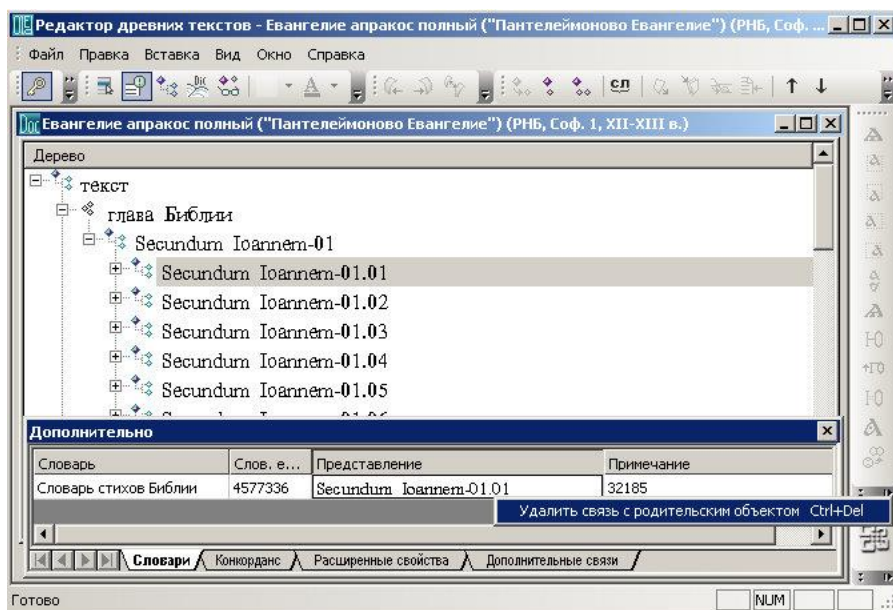 Редактор древних текстов - Евангелие апракос полный ("Пантелеймоново Евангелие") (РНБ, Соф. ...
Файл Правка Вставка Вид Окно Справка
Евангелие апракос полный ("Пантелеймоново Евангелие") (РНБ, Соф. 1, XII-XIII в.)
Дерево
текст
глава Библии
Secundum Ioannem-01
Secundum Ioannem-01.01
Secundum Ioannem-01.02
Secundum Ioannem-01.03
Secundum Ioannem-01.04
Secundum Ioannem-01.05
Дополнительно
Словарь Слов. е... Представление Примечание
Словарь стихов Библии 4577336 Secundum Ioannem-01.01 32185
Удалить связь с родительским объектом Ctrl+Del
Словари Конкорданс Расширенные свойства Дополнительные связи
Готово NUM